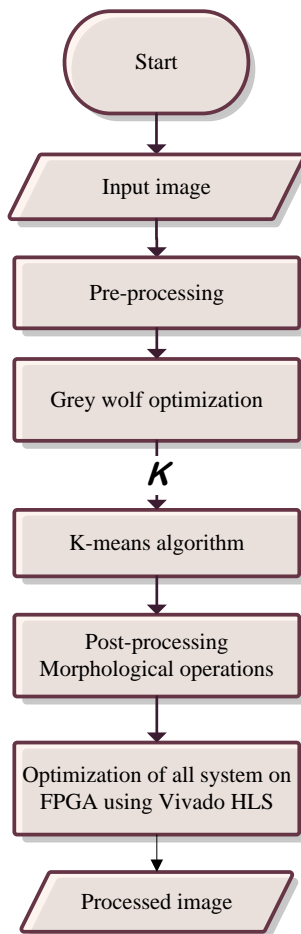 Start
Input image
Pre-processing
Grey wolf optimization
K
K-means algorithm
Post-processing
Morphological operations
Optimization of all system on
FPGA using Vivado HLS
Processed image